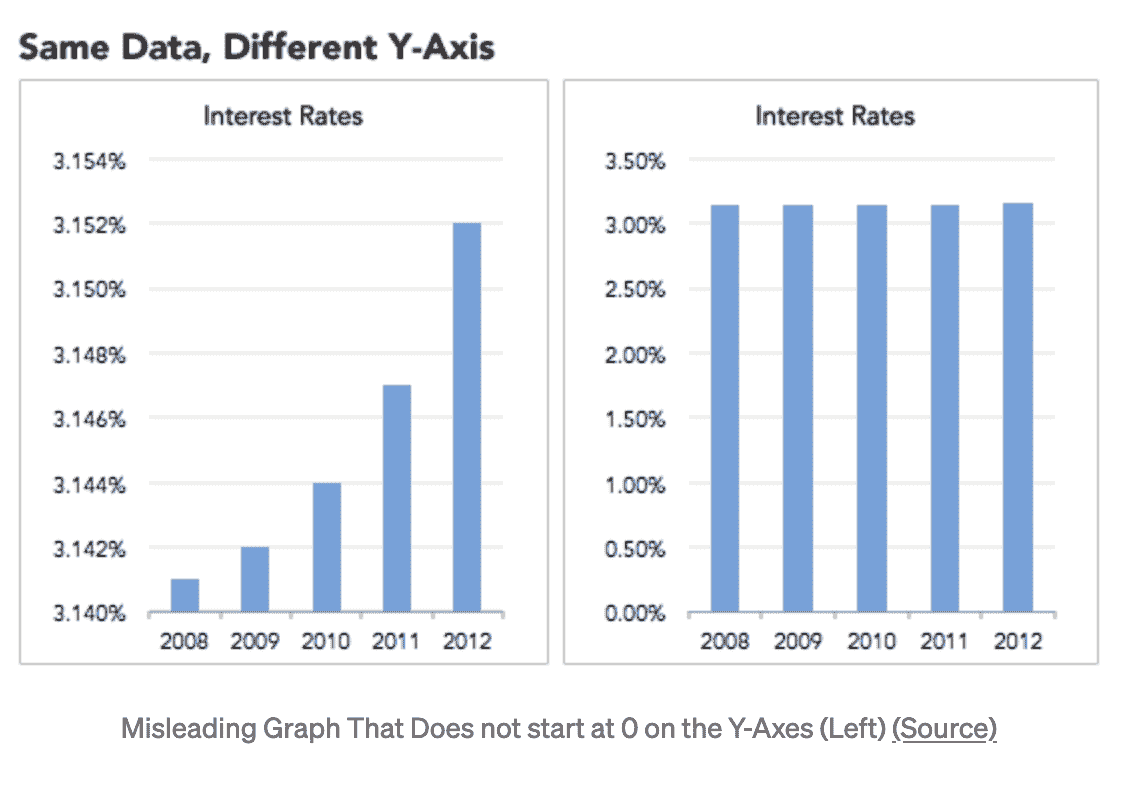 Same Data, Different Y-Axis
Interest Rates
3.154%
3.152%
3.150%
3.148%
3.146%
3.144%
3.142%
3.140%
2008 2009 2010 2011 2012
Interest Rates
3.50%
3.00%
2.50%
2.00%
1.50%
1.00%
0.50%
0.00%
2008 2009 2010 2011 2012
Misleading Graph That Does not start at 0 on the Y-Axes (Left) (Source)